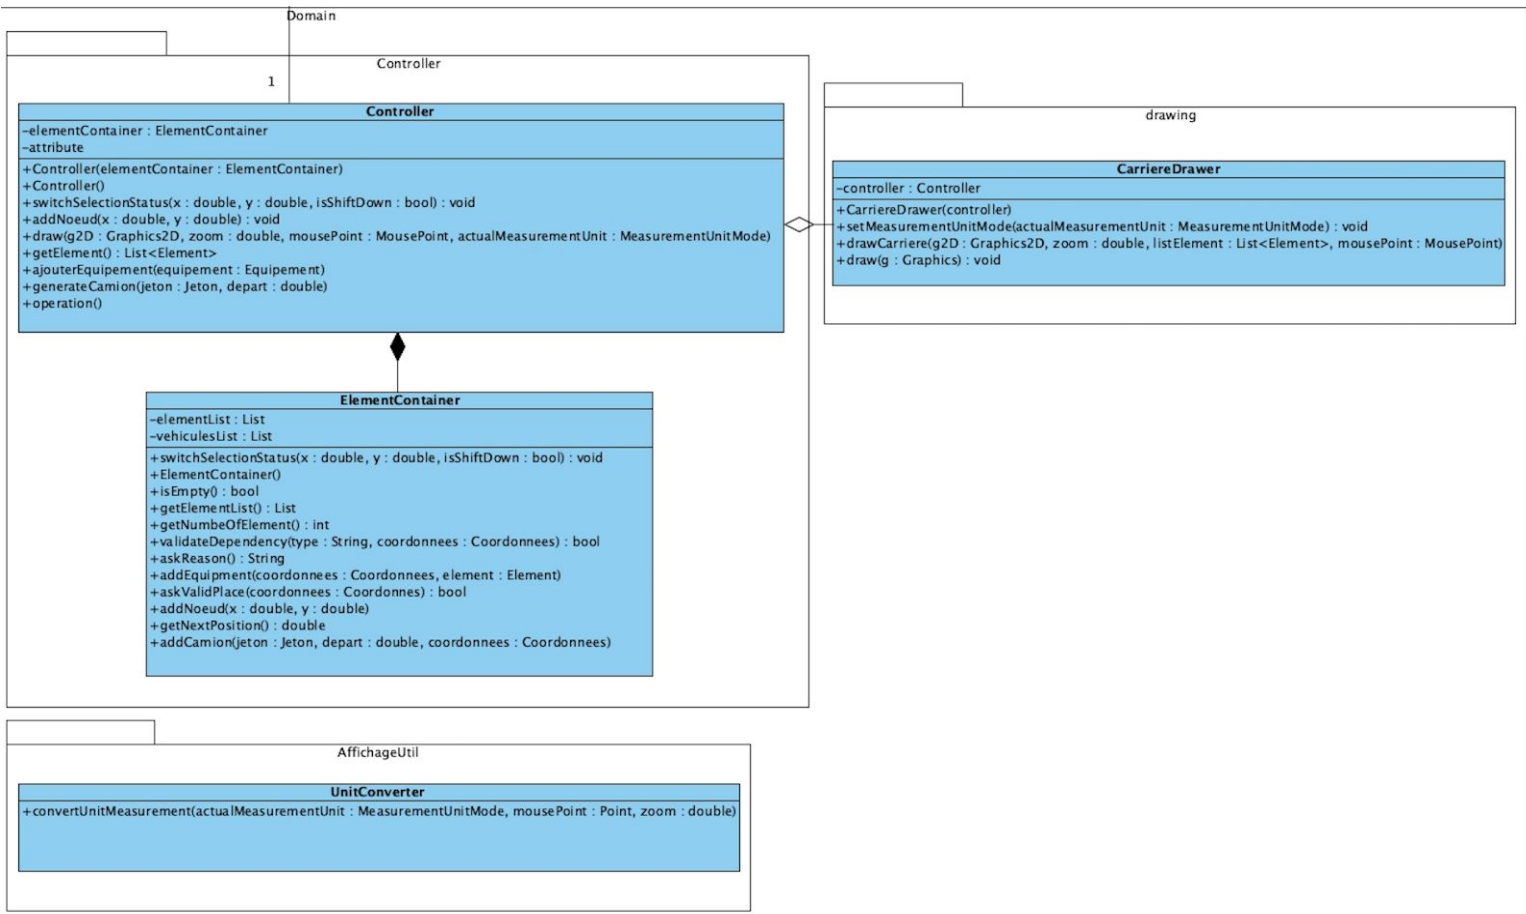 Domain
Controller
1
Controller
-elementContainer : ElementContainer
-attribute
+Controller(elementContainer : ElementContainer)
+Controller()
+switchSelectionStatus(x : double, y : double, isShiftDown : bool) : void
+addNoeud(x : double, y : double) : void
+draw(g2D : Graphics2D, zoom : double, mousePoint : MousePoint, actualMeasurementUnit : MeasurementUnitMode)
+getElement() : List<Element>
+ajouterEquipement(equipement : Equipement)
+generateCamion(jeton : Jeton, depart : double)
+operation()
drawing
CarriereDrawer
-controller : Controller
+CarriereDrawer(controller)
+setMeasurementUnitMode(actualMeasurementUnit : MeasurementUnitMode) : void
+drawCarriere(g2D : Graphics2D, zoom : double, listElement : List<Element>, mousePoint : MousePoint)
+draw(g : Graphics) : void
ElementContainer
-elementList : List
-vehiculesList : List
+switchSelectionStatus(x : double, y : double, isShiftDown : bool) : void
+ElementContainer()
+isEmpty() : bool
+getElementList() : List
+getNumbeOfElement() : int
+validateDependency(type : String, coordonnees : Coordonnees) : bool
+askReason() : String
+addEquipment(coordonnees : Coordonnees, element : Element)
+askValidPlace(coordonnees : Coordonnes) : bool
+addNoeud(x : double, y : double)
+getNextPosition() : double
+addCamion(jeton : Jeton, depart : double, coordonnees : Coordonnees)
AffichageUtil
UnitConverter
+convertUnitMeasurement(actualMeasurementUnit : MeasurementUnitMode, mousePoint : Point, zoom : double)